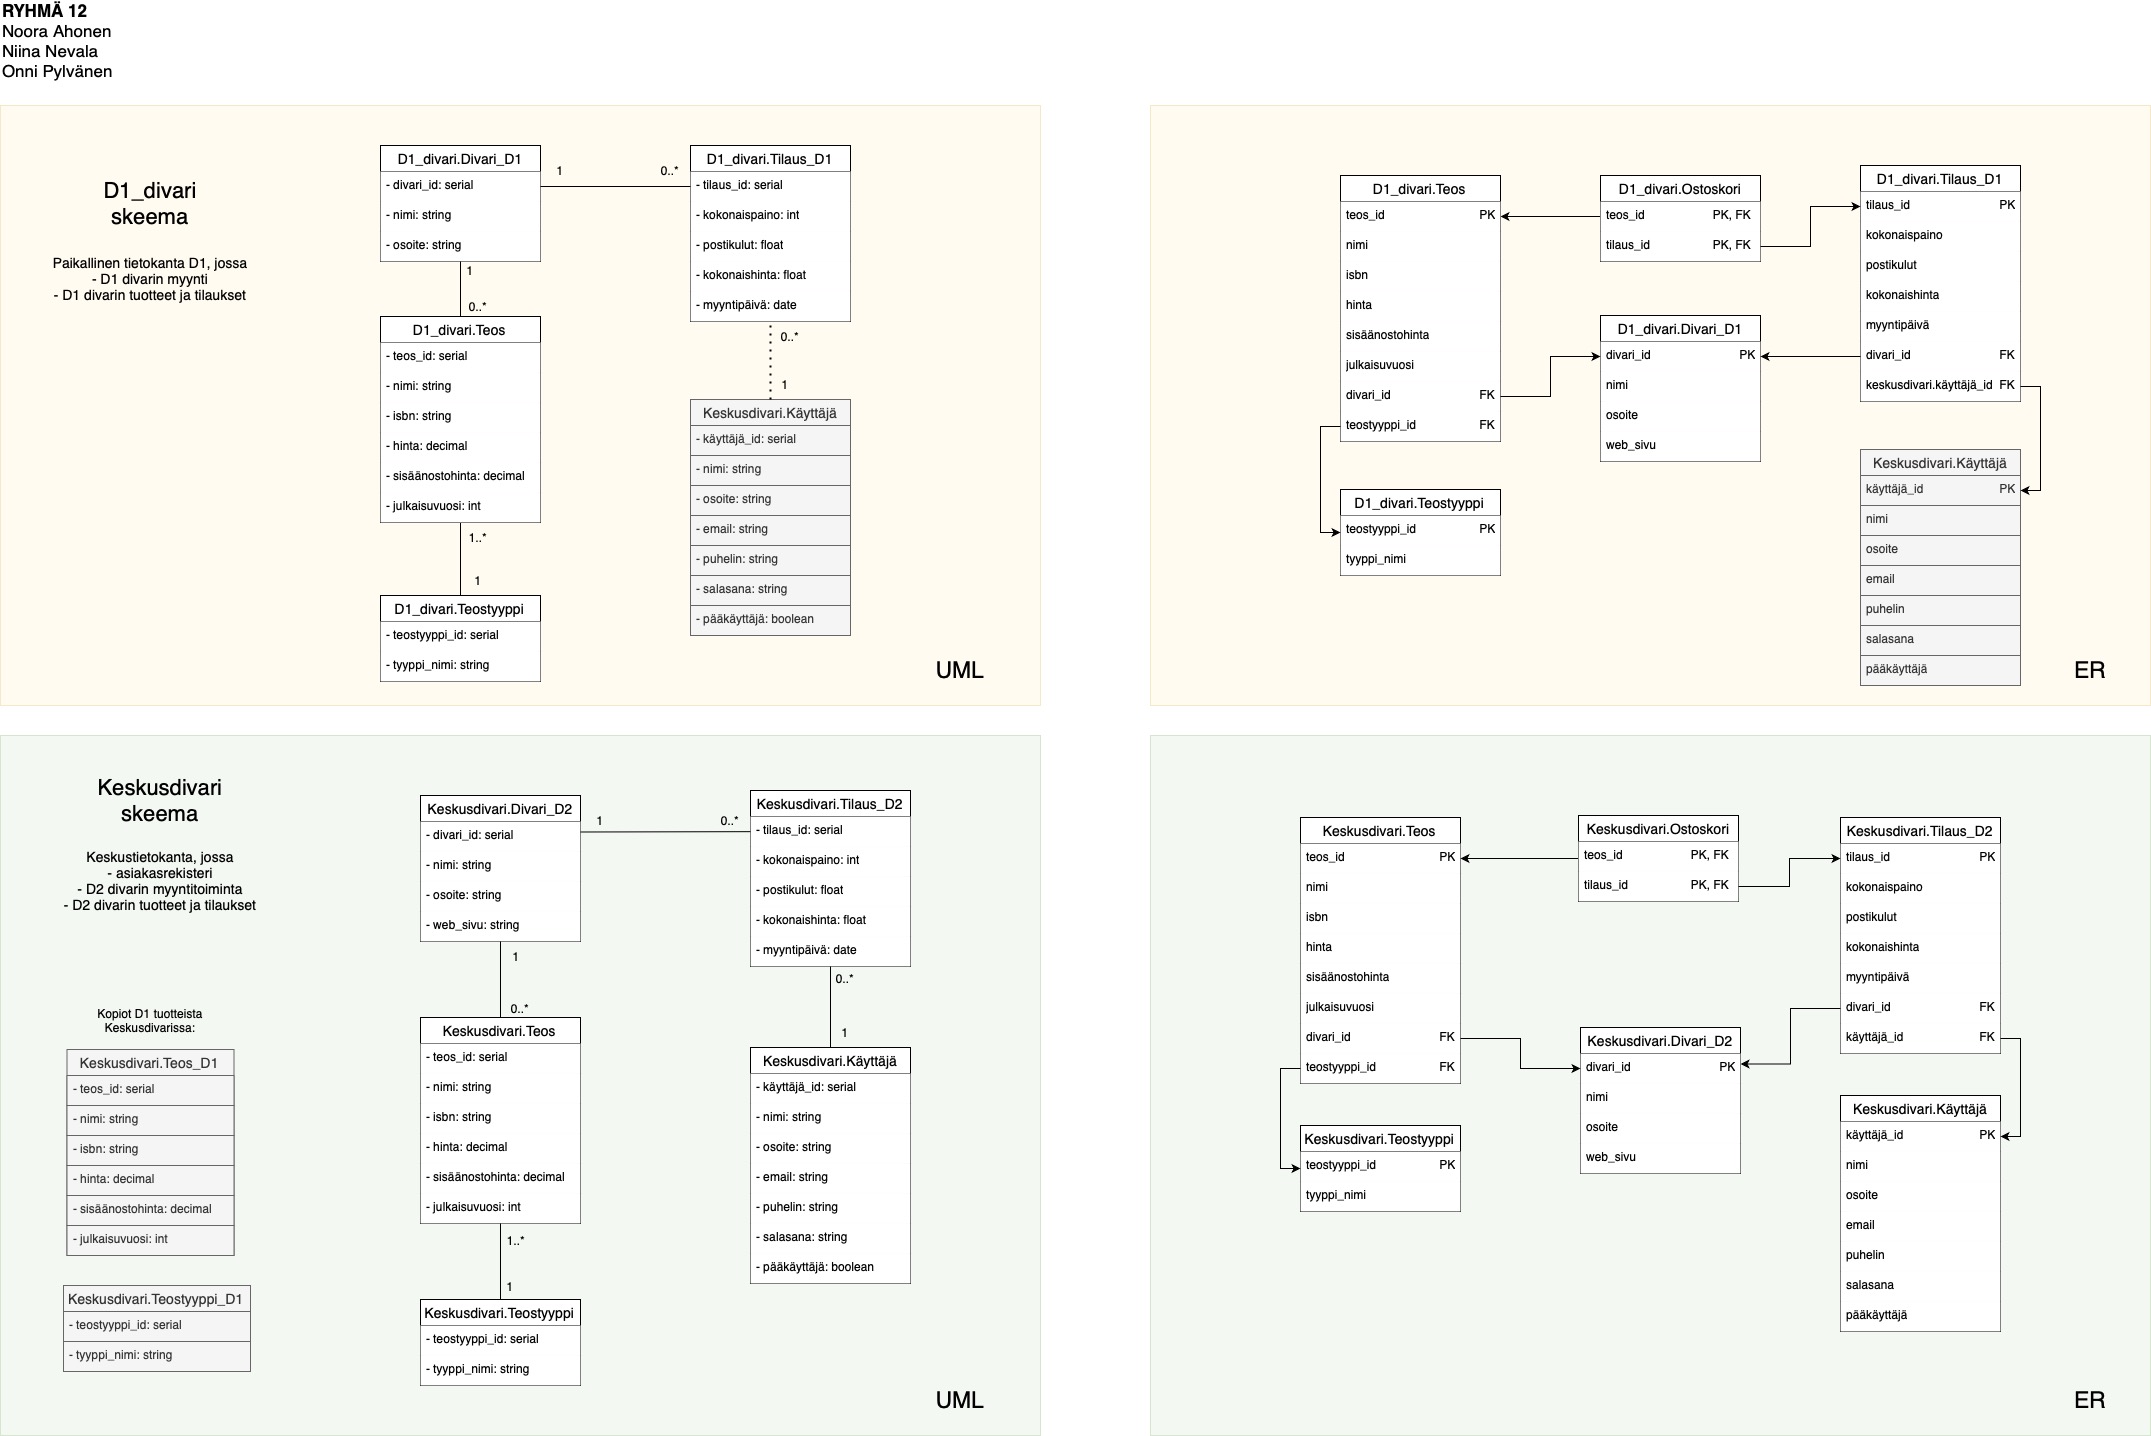 RYHMÄ 12
Noora Ahonen
Niina Nevala
Onni Pylvänen
D1_divari
skeema
Paikallinen tietokanta D1, jossa
- D1 divarin myynti
- D1 divarin tuotteet ja tilaukset
D1_divari.Divari_D1
- divari_id: serial
- nimi: string
- osoite: string
1
0..*
D1_divari.Tilaus_D1
- tilaus_id: serial
- kokonaispaino: int
- postikulut: float
- kokonaishinta: float
- myyntipäivä: date
1
0..*
D1_divari.Teos
- teos_id: serial
- nimi: string
- isbn: string
- hinta: decimal
- sisäänostohinta: decimal
- julkaisuvuosi: int
0..*
1
Keskusdivari.Käyttäjä
- käyttäjä_id: serial
- nimi: string
- osoite: string
- email: string
- puhelin: string
- salasana: string
- pääkäyttäjä: boolean
1..*
1
D1_divari.Teostyyppi
- teostyyppi_id: serial
- tyyppi_nimi: string
UML
D1_divari.Teos
teos_id PK
nimi
isbn
hinta
sisäänostohinta
julkaisuvuosi
divari_id FK
teostyyppi_id FK
D1_divari.Ostoskori
teos_id PK, FK
tilaus_id PK, FK
D1_divari.Tilaus_D1
tilaus_id PK
kokonaispaino
postikulut
kokonaishinta
myyntipäivä
divari_id FK
keskusdivari.käyttäjä_id FK
D1_divari.Divari_D1
divari_id PK
nimi
osoite
web_sivu
D1_divari.Teostyyppi
teostyyppi_id PK
tyyppi_nimi
Keskusdivari.Käyttäjä
käyttäjä_id PK
nimi
osoite
email
puhelin
salasana
pääkäyttäjä
ER
Keskusdivari
skeema
Keskustietokanta, jossa
- asiakasrekisteri
- D2 divarin myyntitoiminta
- D2 divarin tuotteet ja tilaukset
Kopiot D1 tuotteista
Keskusdivarissa:
Keskusdivari.Teos_D1
- teos_id: serial
- nimi: string
- isbn: string
- hinta: decimal
- sisäänostohinta: decimal
- julkaisuvuosi: int
Keskusdivari.Teostyyppi_D1
- teostyyppi_id: serial
- tyyppi_nimi: string
Keskusdivari.Divari_D2
- divari_id: serial
- nimi: string
- osoite: string
- web_sivu: string
1
0..*
Keskusdivari.Tilaus_D2
- tilaus_id: serial
- kokonaispaino: int
- postikulut: float
- kokonaishinta: float
- myyntipäivä: date
1
0..*
Keskusdivari.Teos
- teos_id: serial
- nimi: string
- isbn: string
- hinta: decimal
- sisäänostohinta: decimal
- julkaisuvuosi: int
0..*
1
Keskusdivari.Käyttäjä
- käyttäjä_id: serial
- nimi: string
- osoite: string
- email: string
- puhelin: string
- salasana: string
- pääkäyttäjä: boolean
1..*
1
Keskusdivari.Teostyyppi
- teostyyppi_id: serial
- tyyppi_nimi: string
UML
Keskusdivari.Teos
teos_id PK
nimi
isbn
hinta
sisäänostohinta
julkaisuvuosi
divari_id FK
teostyyppi_id FK
Keskusdivari.Ostoskori
teos_id PK, FK
tilaus_id PK, FK
Keskusdivari.Tilaus_D2
tilaus_id PK
kokonaispaino
postikulut
kokonaishinta
myyntipäivä
divari_id FK
käyttäjä_id FK
Keskusdivari.Divari_D2
divari_id PK
nimi
osoite
web_sivu
Keskusdivari.Teostyyppi
teostyyppi_id PK
tyyppi_nimi
Keskusdivari.Käyttäjä
käyttäjä_id PK
nimi
osoite
email
puhelin
salasana
pääkäyttäjä
ER